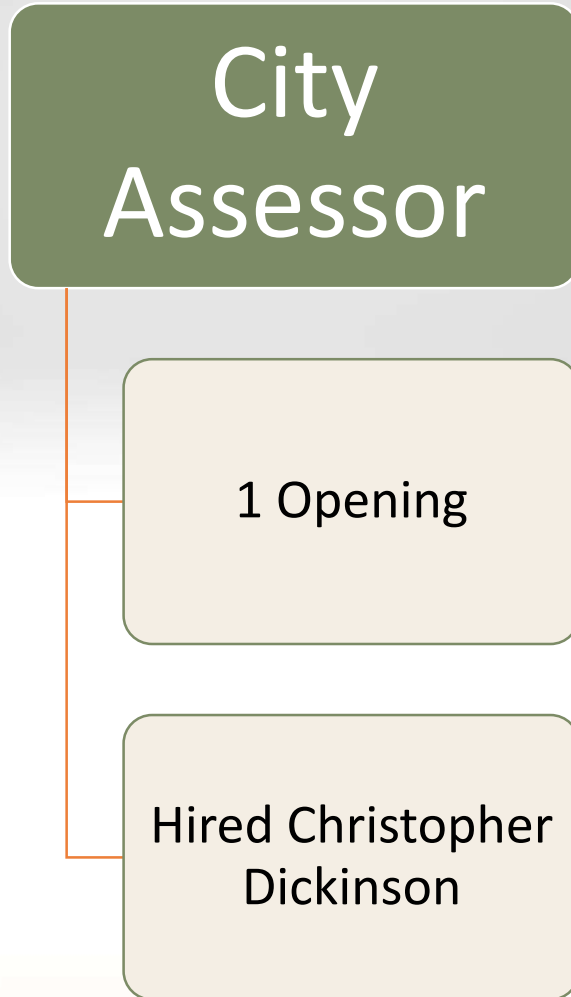 City
Assessor
1 Opening
Hired Christopher
Dickinson